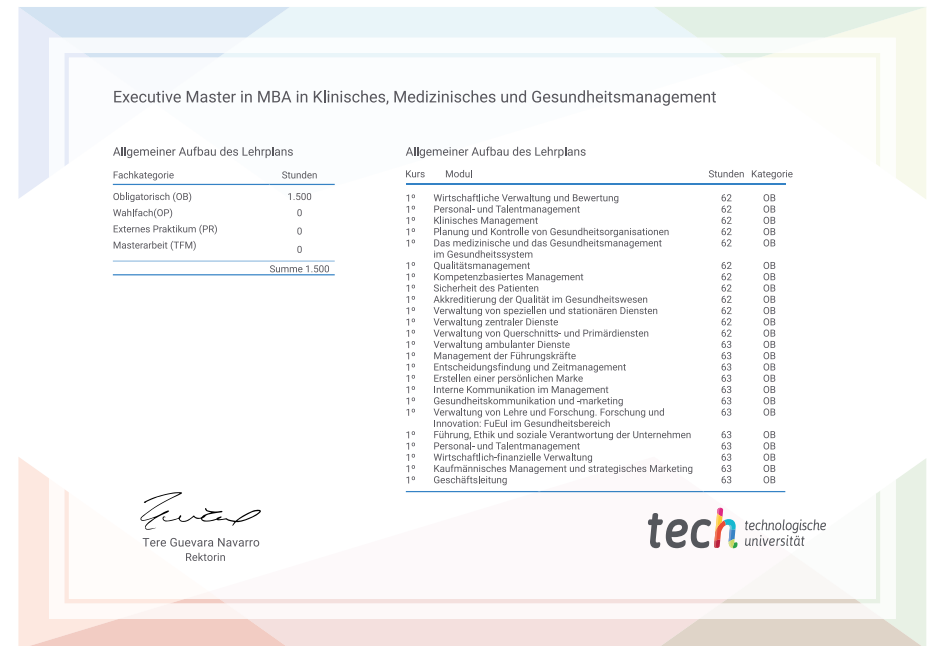 Executive Master in MBA in Klinisches, Medizinisches und Gesundheitsmanagement
Allgemeiner Aufbau des Lehrplans
Fachkategorie Stunden
Obligatorisch (OB) 1.500
Wahlfach(OP) 0
Externes Praktikum (PR) 0
Masterarbeit (TFM) 0
Summe 1.500
Allgemeiner Aufbau des Lehrplans
Kurs Modul Stunden Kategorie
1º Wirtschaftliche Verwaltung und Bewertung 62 OB
1º Personal- und Talentmanagement 62 OB
1º Klinisches Management 62 OB
1º Planung und Kontrolle von Gesundheitsorganisationen 62 OB
1º Das medizinische und das Gesundheitsmanagement 62 OB
im Gesundheitssystem
1º Qualitätsmanagement 62 OB
1º Kompetenzbasiertes Management 62 OB
1º Sicherheit des Patienten 62 OB
1º Akkreditierung der Qualität im Gesundheitswesen 62 OB
1º Verwaltung von speziellen und stationären Diensten 62 OB
1º Verwaltung zentraler Dienste 62 OB
1º Verwaltung von Querschnitts- und Primärdiensten 62 OB
1º Verwaltung ambulanter Dienste 63 OB
1º Management der Führungskräfte 63 OB
1º Entscheidungsfindung und Zeitmanagement 63 OB
1º Erstellen einer persönlichen Marke 63 OB
1º Interne Kommunikation im Management 63 OB
1º Gesundheitskommunikation und -marketing 63 OB
1º Verwaltung von Lehre und Forschung. Forschung und 63 OB
Innovation: FuEuI im Gesundheitsbereich
1º Führung, Ethik und soziale Verantwortung der Unternehmen 63 OB
1º Personal- und Talentmanagement 63 OB
1º Wirtschaftlich-finanzielle Verwaltung 63 OB
1º Kaufmännisches Management und strategisches Marketing 63 OB
1º Geschäftsleitung 63 OB
Tere Guevara Navarro
Rektorin
tech technologische
universität